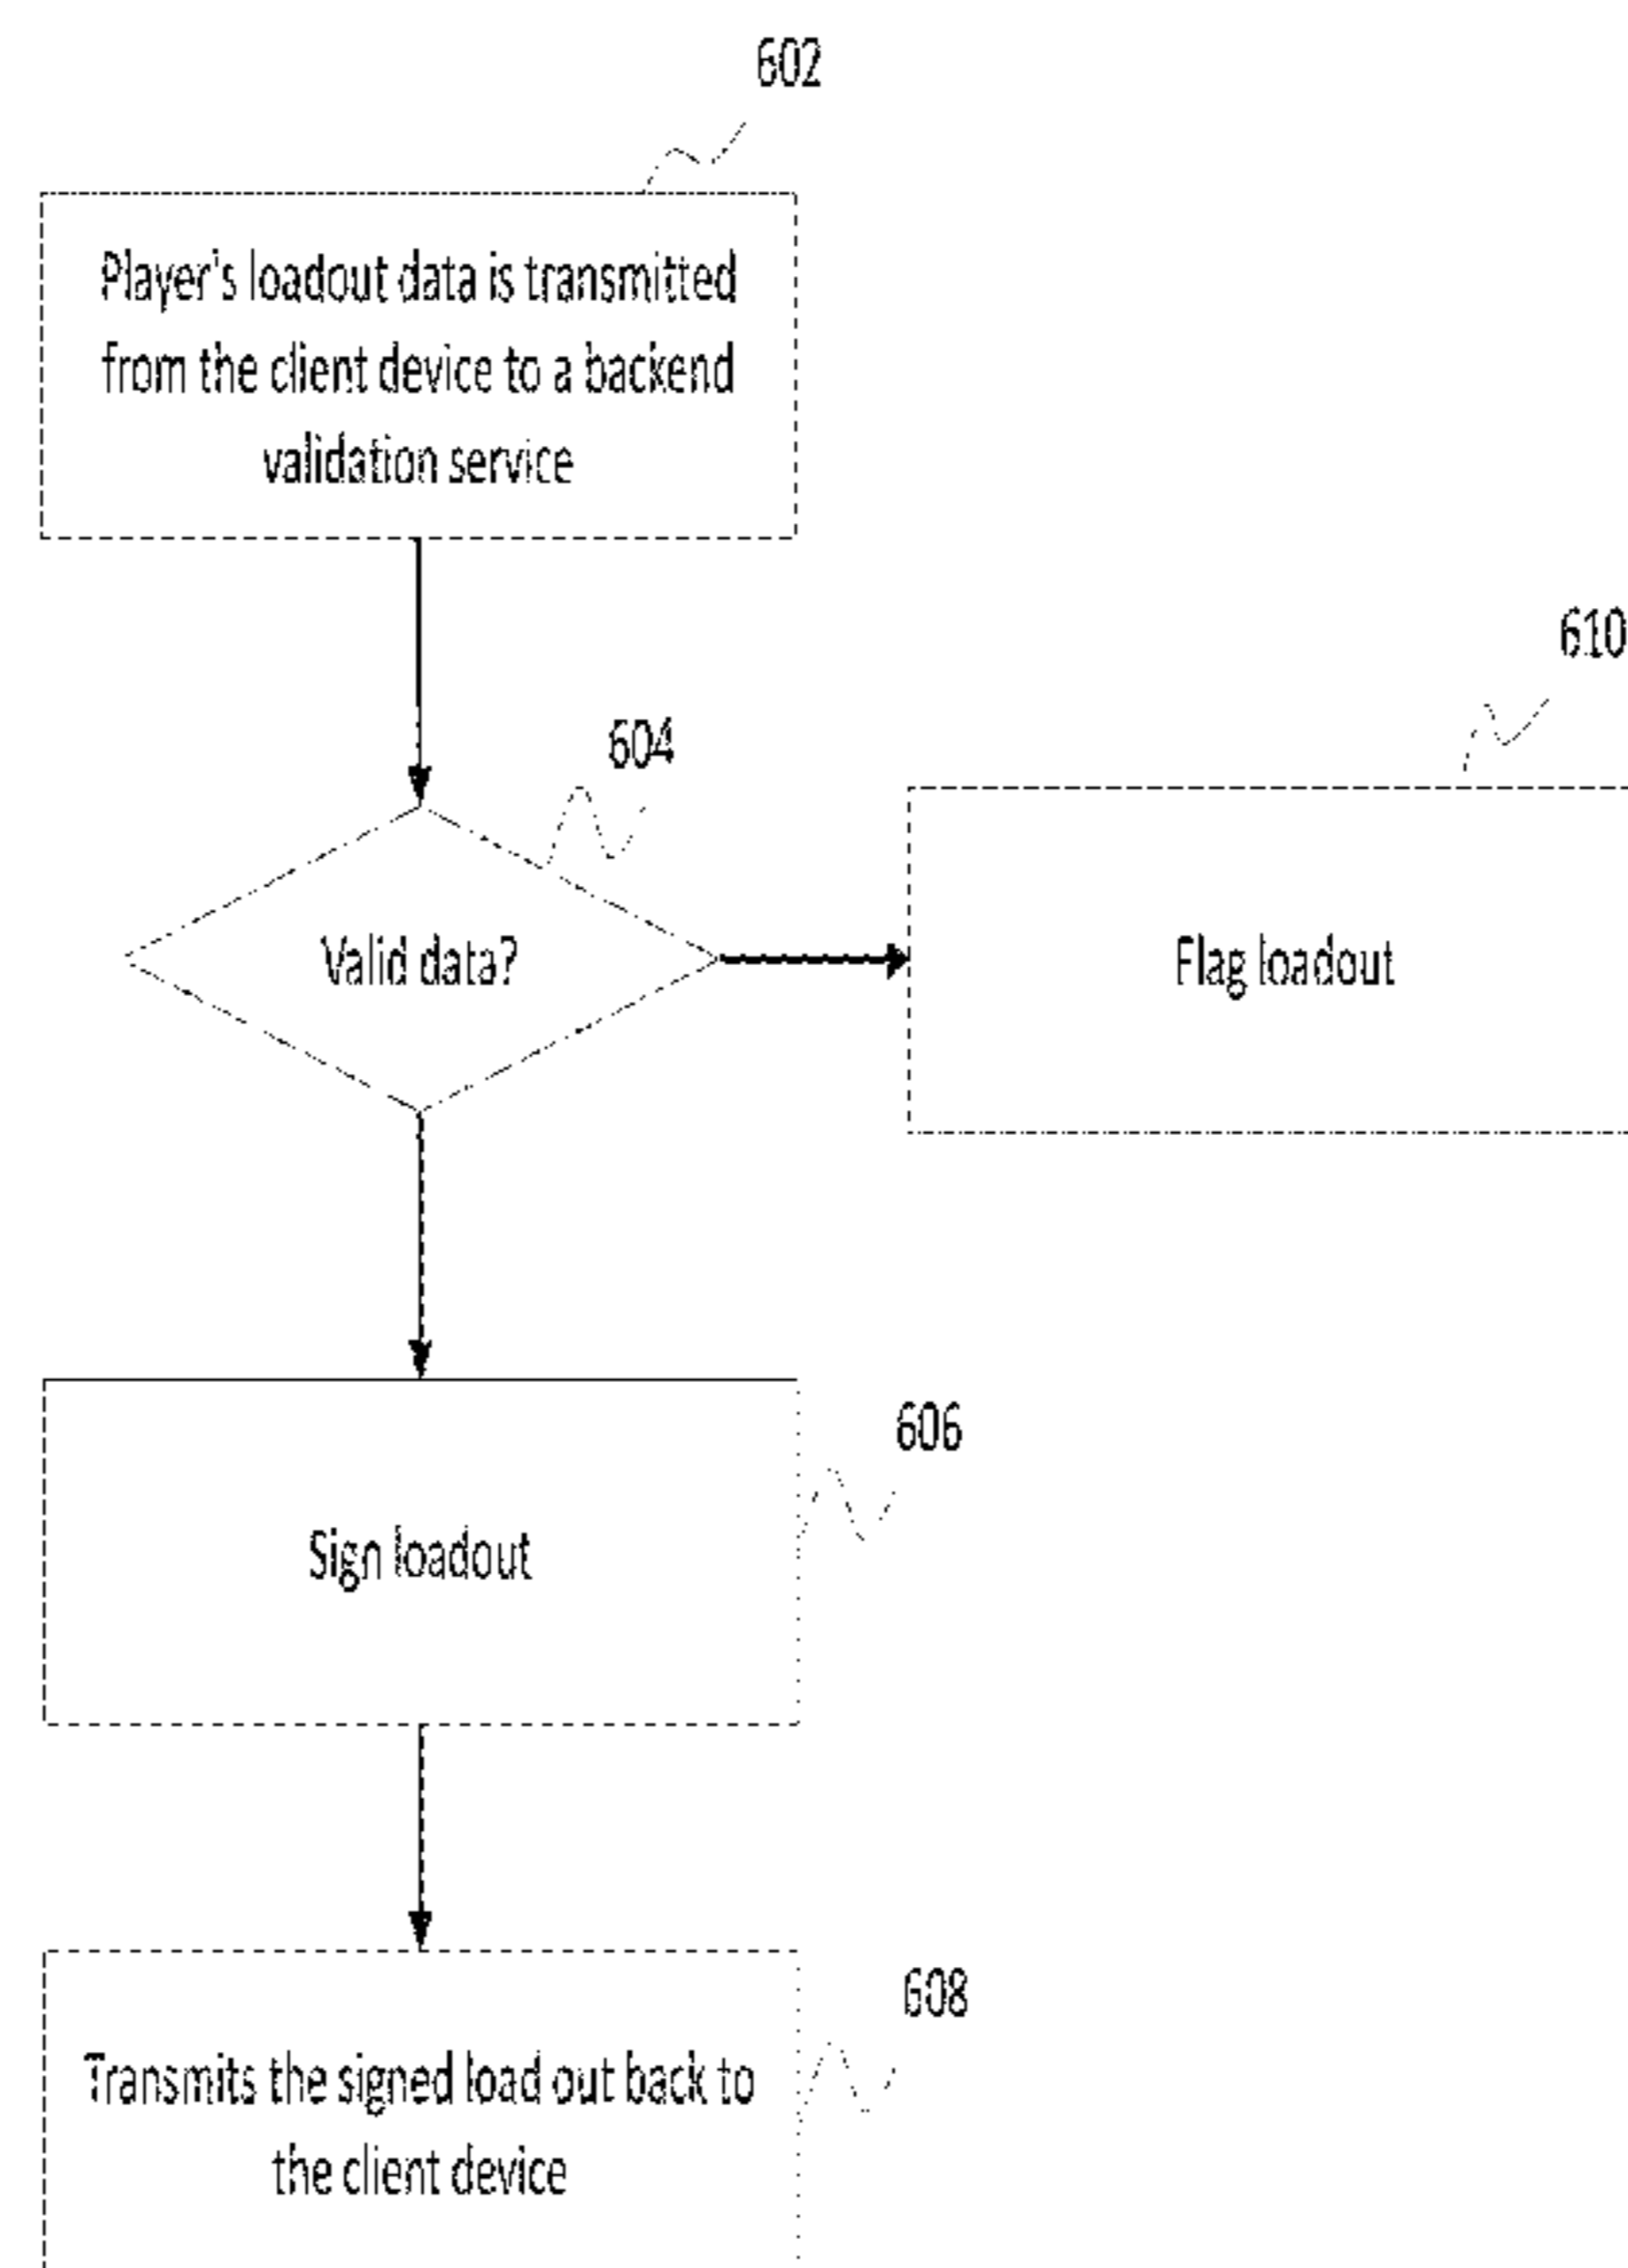 602
Player's loadout data is transmitted
from the client device to a backend
validation service
610
604
Valid data?
Flag loadout
606
Sign loadout
608
Transmits the signed load out back to
the client device